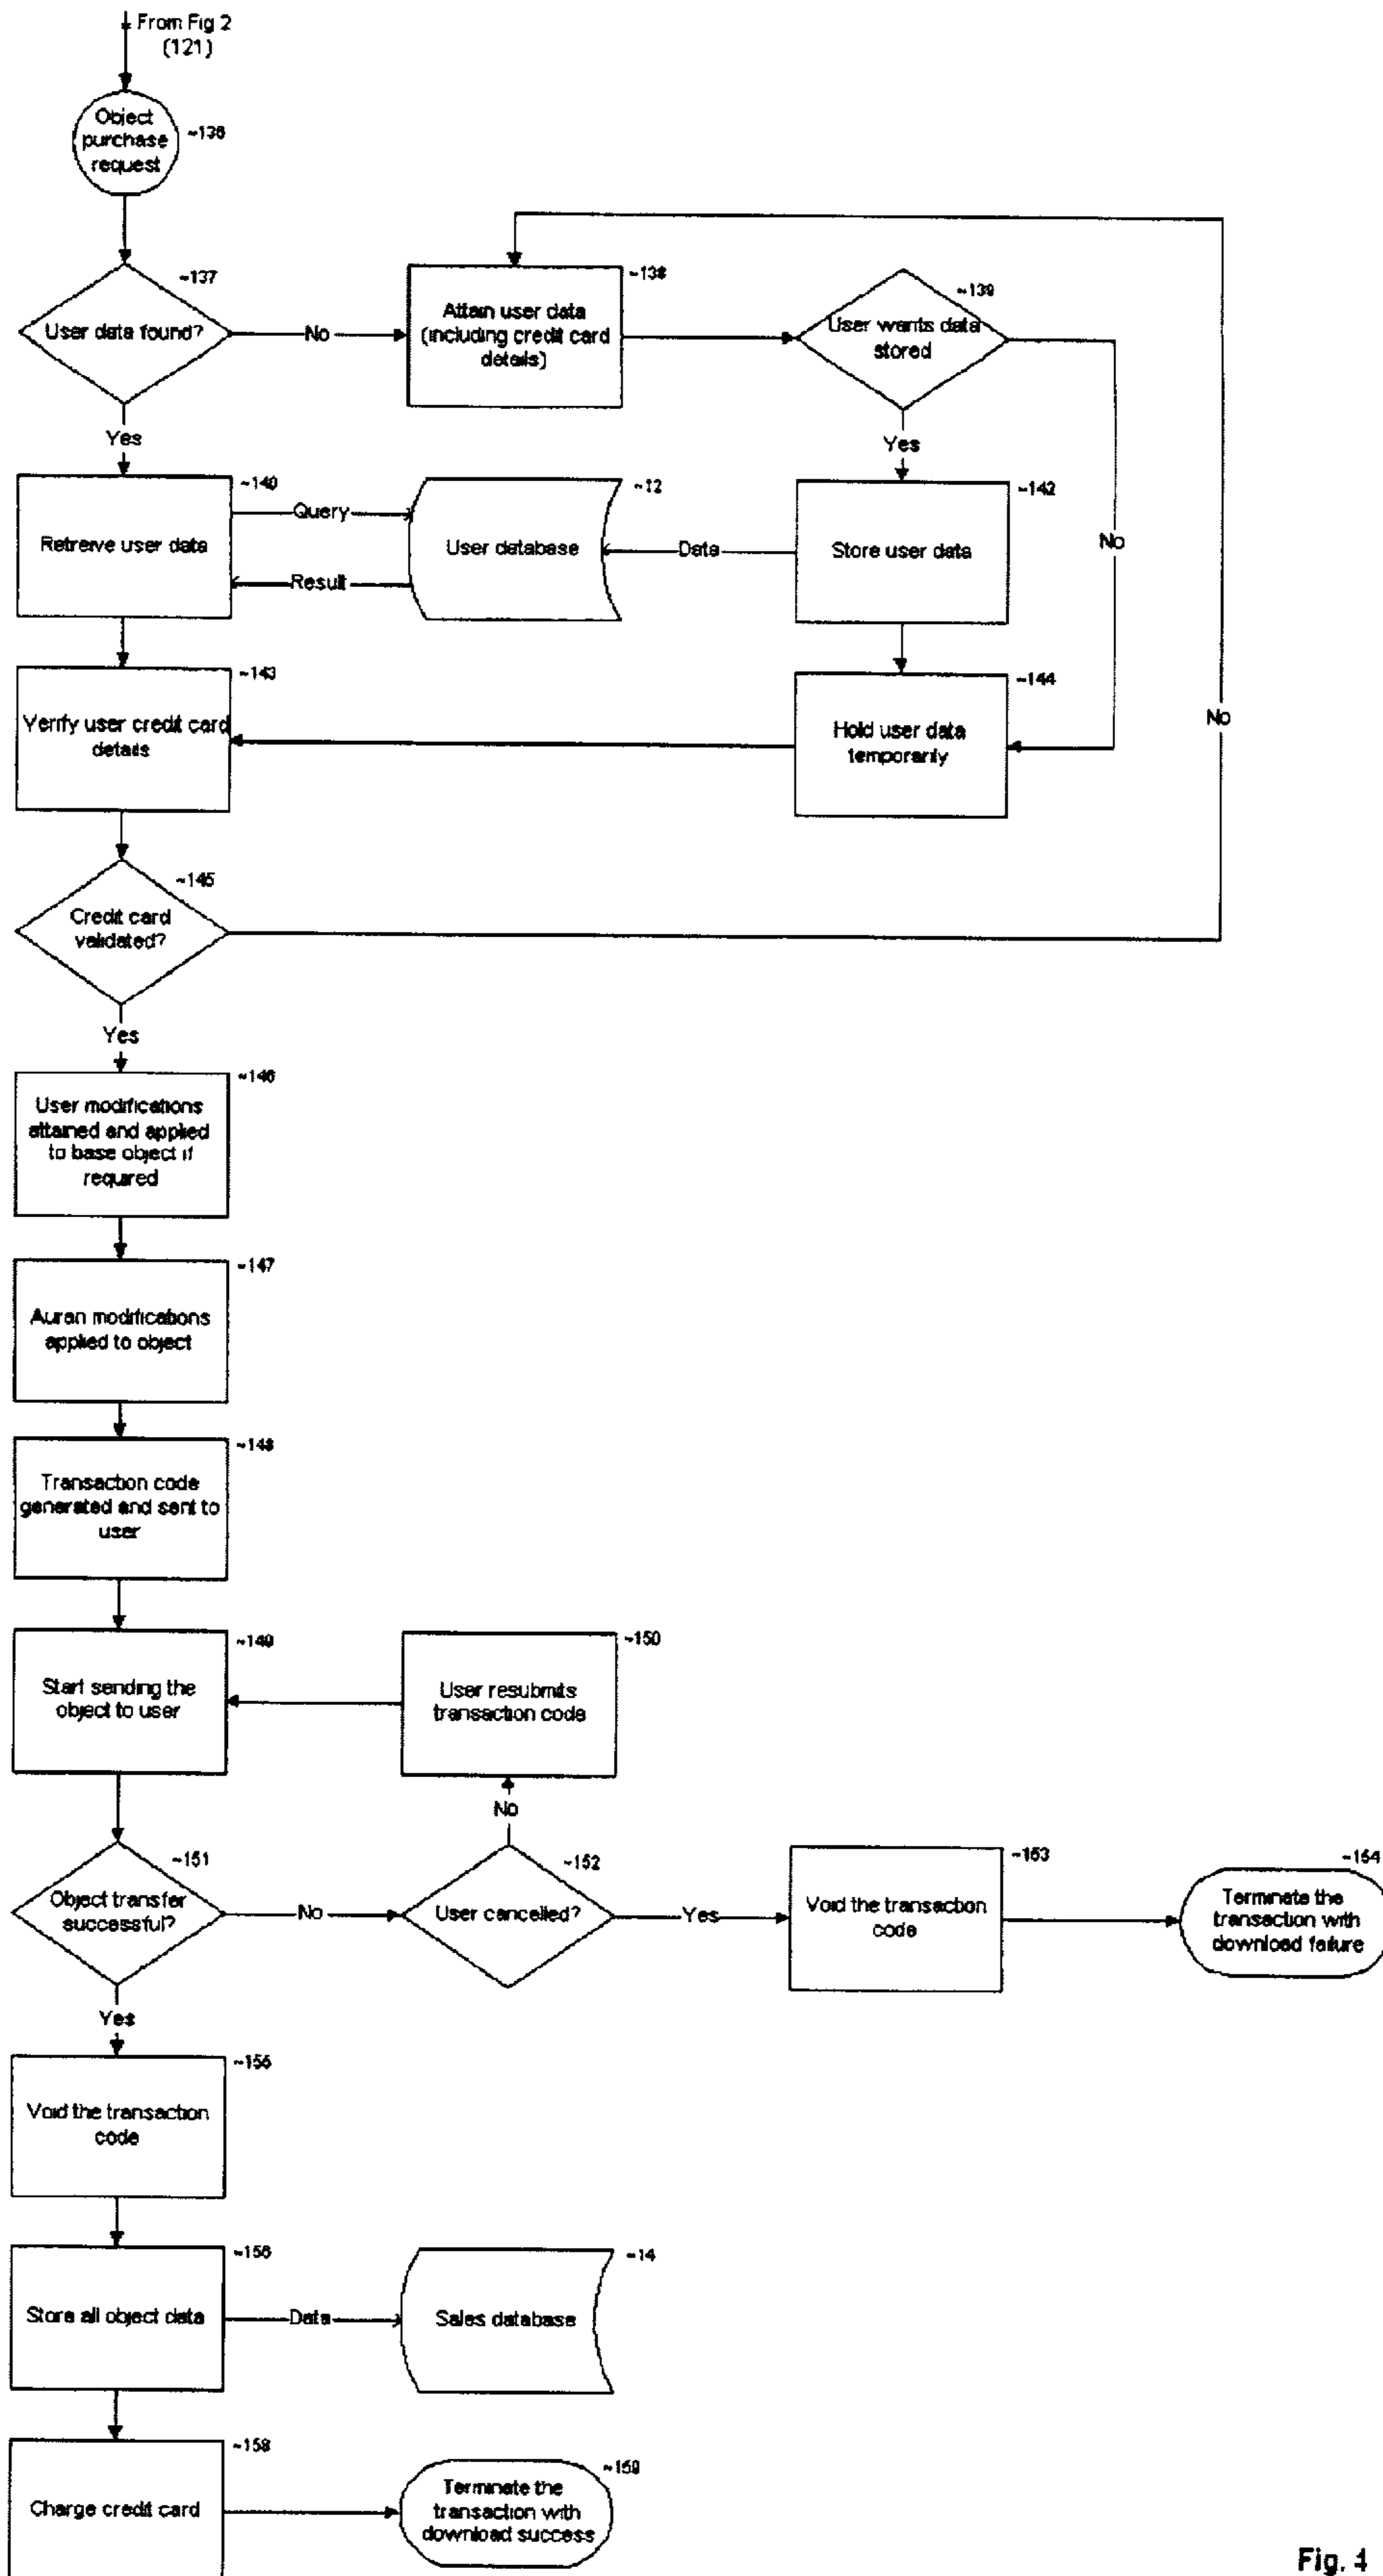 From Fig 2
(121)
Object
purchase
request
~136
~137
User data found?
No
~138
Attain user data
(including credit card
details)
~139
User wants data
stored
Yes
Yes
~140
Retreive user data
Query
Result
~12
User database
Data
~142
Store user data
No
~143
Verify user credit card
details
~144
Hold user data
temporarily
No
~145
Credit card
validated?
Yes
~146
User modifications
attained and applied
to base object if
required
~147
Auran modifications
applied to object
~148
Transaction code
generated and sent to
user
~149
Start sending the
object to user
~150
User resubmits
transaction code
No
~151
Object transfer
successful?
No
~152
User cancelled?
Yes
~153
Void the transaction
code
~154
Terminate the
transaction with
download failure
Yes
~155
Void the transaction
code
~156
Store all object data
Data
~14
Sales database
~158
Charge credit card
~159
Terminate the
transaction with
download success
Fig. 4